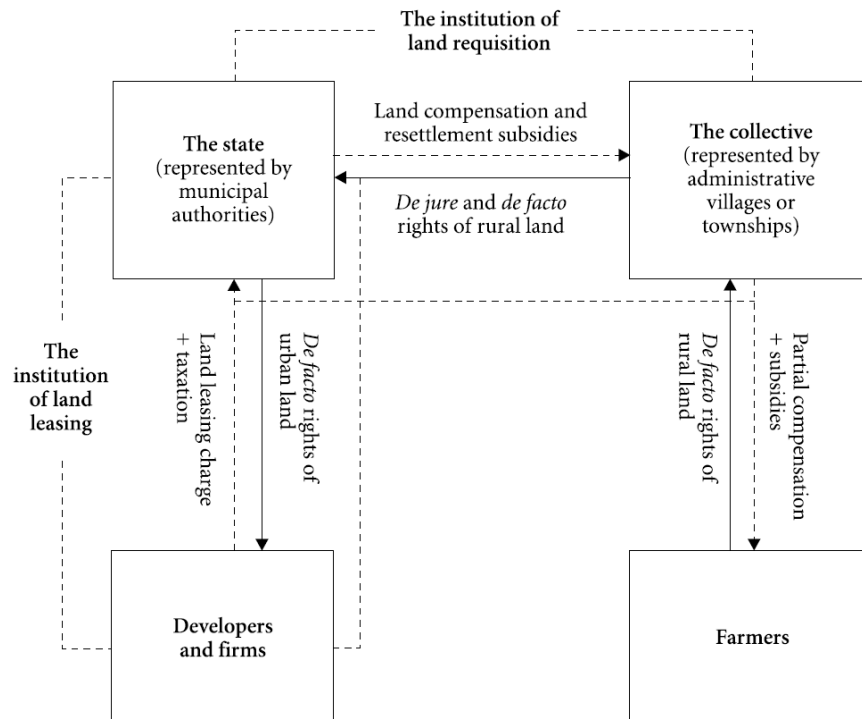 The institution of
land requisition
The state
(represented by
municipal
authorities)
Land compensation and
resettlement subsidies
De jure and de facto
rights of rural land
The collective
(represented by
administrative
villages or
townships)
The
institution
of land
leasing
Land leasing charge
+ taxation
De facto rights of
urban land
De facto rights of
rural land
Partial compensation
+ subsidies
Developers
and firms
Farmers